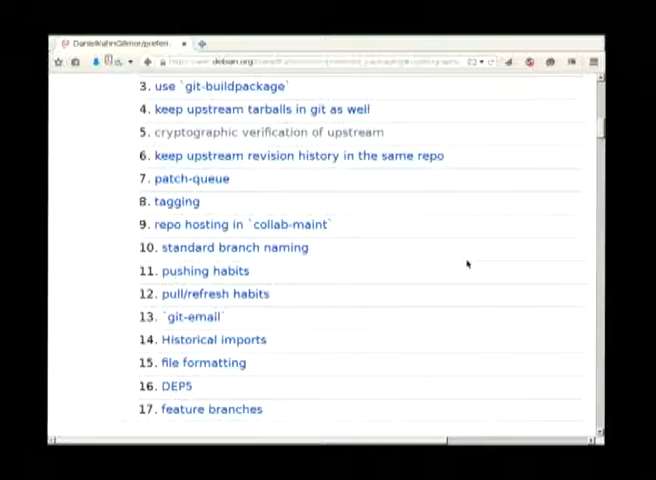 DanielKahnGillmor/preferr...
3. use `git-buildpackage`
4. keep upstream tarballs in git as well
5. cryptographic verification of upstream
6. keep upstream revision history in the same repo
7. patch-queue
8. tagging
9. repo hosting in `collab-maint`
10. standard branch naming
11. pushing habits
12. pull/refresh habits
13. `git-email`
14. Historical imports
15. file formatting
16. DEP5
17. feature branches